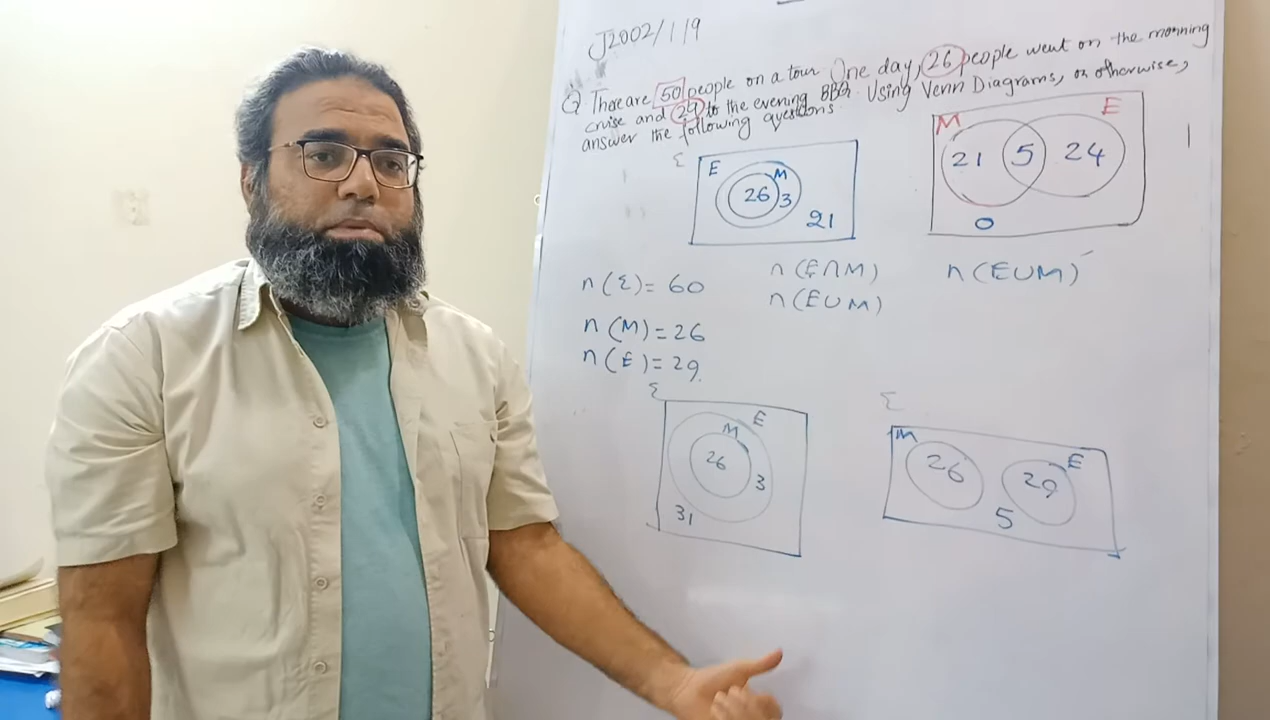 J2002/1/9
Q There are 50 people on a tour. One day, 26 people went on the morning
cruise and 29 to the evening BBQ. Using Venn Diagrams, or otherwise,
answer the following questions
ξ
E M
26 3
21
M E
21 5 24
0
n(ξ)= 60
n(M)=26
n(E)=29.
n(E∩M)
n(E∪M)
n(E∪M)′
ξ
M E
26 3
31
ξ
M E
26 29
5